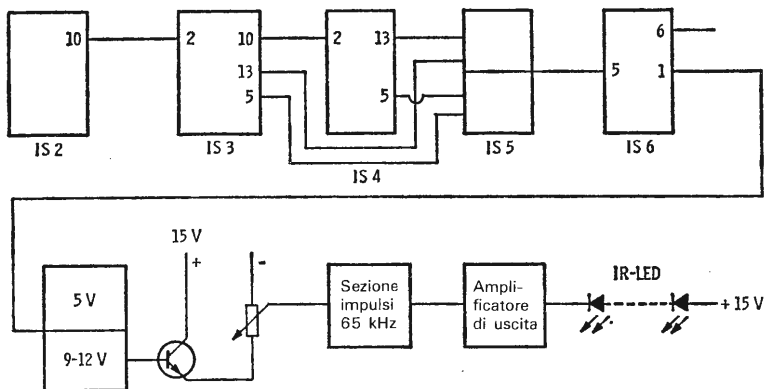 10
2
10
13
5
2
13
5
5
6
1
IS 2
IS 3
IS 4
IS 5
IS 6
15 V
+
-
5 V
9-12 V
Sezione
impulsi
65 kHz
Ampli-
ficatore
di uscita
IR-LED
+ 15 V